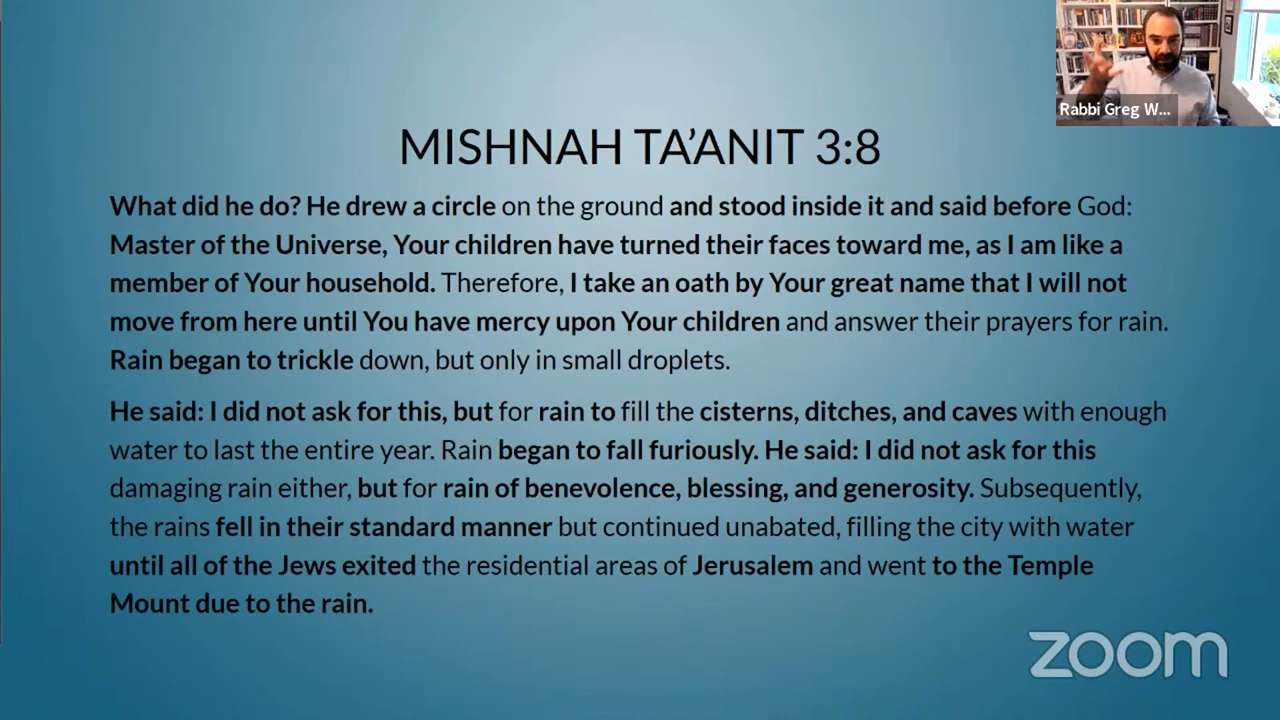 Rabbi Greg W...
MISHNAH TA'ANIT 3:8
What did he do? He drew a circle on the ground and stood inside it and said before God:
Master of the Universe, Your children have turned their faces toward me, as I am like a
member of Your household. Therefore, I take an oath by Your great name that I will not
move from here until You have mercy upon Your children and answer their prayers for rain.
Rain began to trickle down, but only in small droplets.
He said: I did not ask for this, but for rain to fill the cisterns, ditches, and caves with enough
water to last the entire year. Rain began to fall furiously. He said: I did not ask for this
damaging rain either, but for rain of benevolence, blessing, and generosity. Subsequently,
the rains fell in their standard manner but continued unabated, filling the city with water
until all of the Jews exited the residential areas of Jerusalem and went to the Temple
Mount due to the rain.
zoom